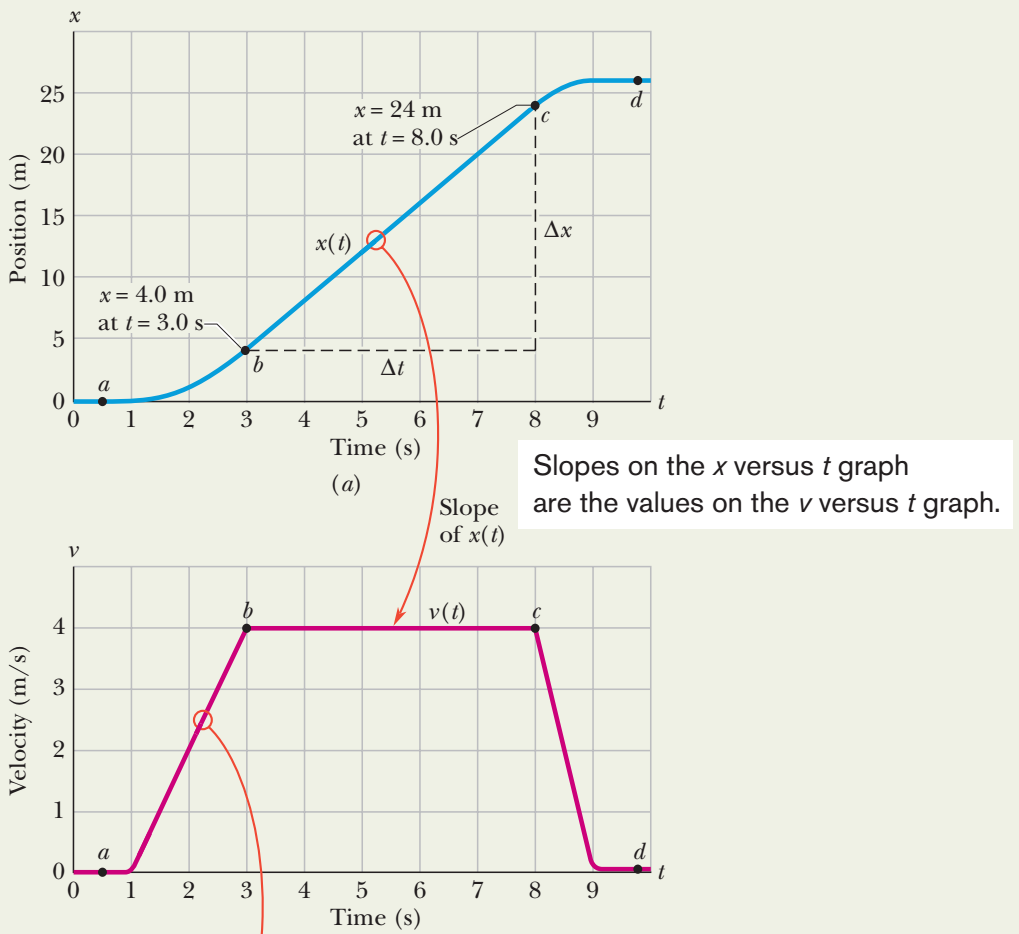 x
Position (m)
25
20
15
10
5
0
x = 24 m
at t = 8.0 s
c
d
Δx
x(t)
x = 4.0 m
at t = 3.0 s
b
Δt
a
0 1 2 3 4 5 6 7 8 9 t
Time (s)
(a)
Slopes on the x versus t graph
are the values on the v versus t graph.
Slope
of x(t)
v
Velocity (m/s)
4
3
2
1
0
b
v(t)
c
a
d
0 1 2 3 4 5 6 7 8 9 t
Time (s)